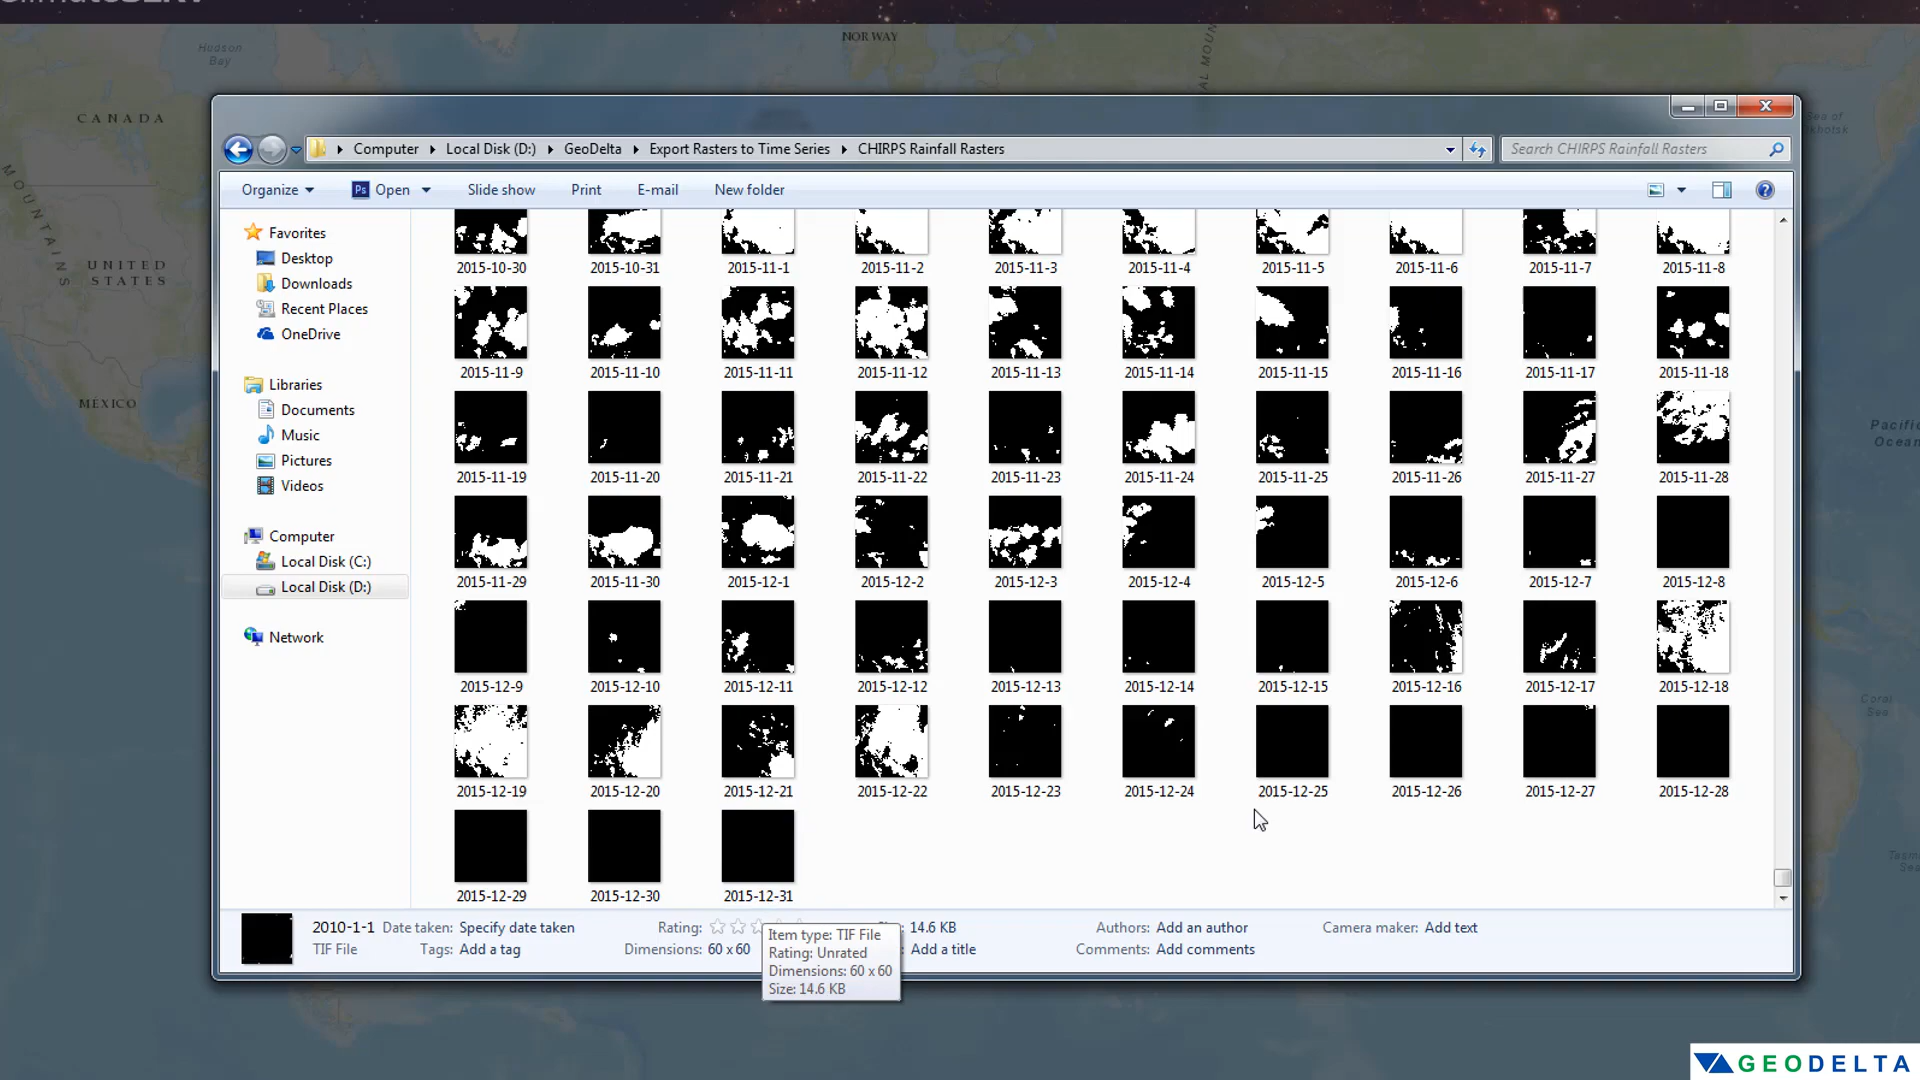 Hudson
Bay
NORWAY
CANADA
MOUNTAINS
UNITED
STATES
MÉXICO
AL MOUN
Sea of
khotsk
Pacific
Ocean
Coral
Sea
Computer Local Disk (D:) GeoDelta Export Rasters to Time Series CHIRPS Rainfall Rasters Search CHIRPS Rainfall Rasters
Organize Ps Open Slide show Print E-mail New folder
Favorites
Desktop
Downloads
Recent Places
OneDrive
Libraries
Documents
Music
Pictures
Videos
Computer
Local Disk (C:)
Local Disk (D:)
Network
2015-10-30 2015-10-31 2015-11-1 2015-11-2 2015-11-3 2015-11-4 2015-11-5 2015-11-6 2015-11-7 2015-11-8
2015-11-9 2015-11-10 2015-11-11 2015-11-12 2015-11-13 2015-11-14 2015-11-15 2015-11-16 2015-11-17 2015-11-18
2015-11-19 2015-11-20 2015-11-21 2015-11-22 2015-11-23 2015-11-24 2015-11-25 2015-11-26 2015-11-27 2015-11-28
2015-11-29 2015-11-30 2015-12-1 2015-12-2 2015-12-3 2015-12-4 2015-12-5 2015-12-6 2015-12-7 2015-12-8
2015-12-9 2015-12-10 2015-12-11 2015-12-12 2015-12-13 2015-12-14 2015-12-15 2015-12-16 2015-12-17 2015-12-18
2015-12-19 2015-12-20 2015-12-21 2015-12-22 2015-12-23 2015-12-24 2015-12-25 2015-12-26 2015-12-27 2015-12-28
2015-12-29 2015-12-30 2015-12-31
2010-1-1 Date taken: Specify date taken Rating: 14.6 KB Authors: Add an author Camera maker: Add text
TIF File Tags: Add a tag Dimensions: 60 x 60 Add a title Comments: Add comments
Item type: TIF File
Rating: Unrated
Dimensions: 60 x 60
Size: 14.6 KB
GEODELTA